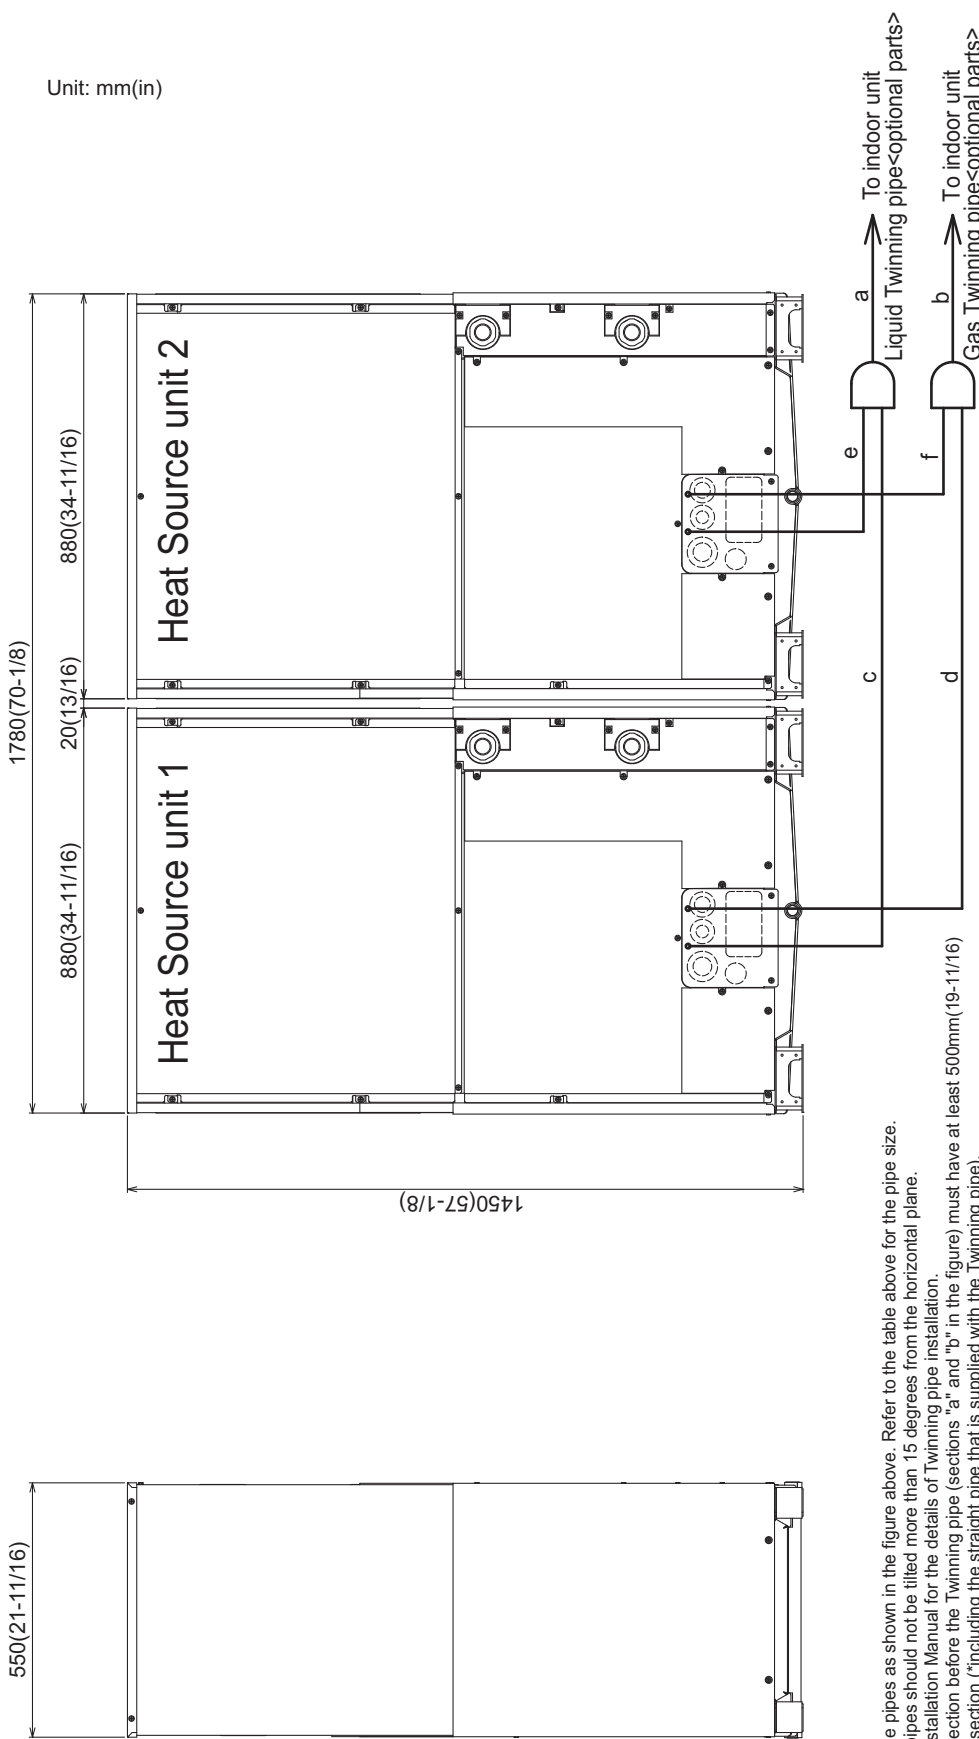 Unit: mm(in)
1780(70-1/8)
880(34-11/16)
20(13/16)
880(34-11/16)
550(21-11/16)
1450(57-1/8)
Heat Source unit 1
Heat Source unit 2
a
To indoor unit
Liquid Twinning pipe<optional parts>
b
To indoor unit
Gas Twinning pipe<optional parts>
e
f
c
d
e pipes as shown in the figure above. Refer to the table above for the pipe size.
pipes should not be tilted more than 15 degrees from the horizontal plane.
stallation Manual for the details of Twinning pipe installation.
ection before the Twinning pipe (sections "a" and "b" in the figure) must have at least 500mm(19-11/16)
section (*including the straight pipe that is supplied with the Twinning pipe).